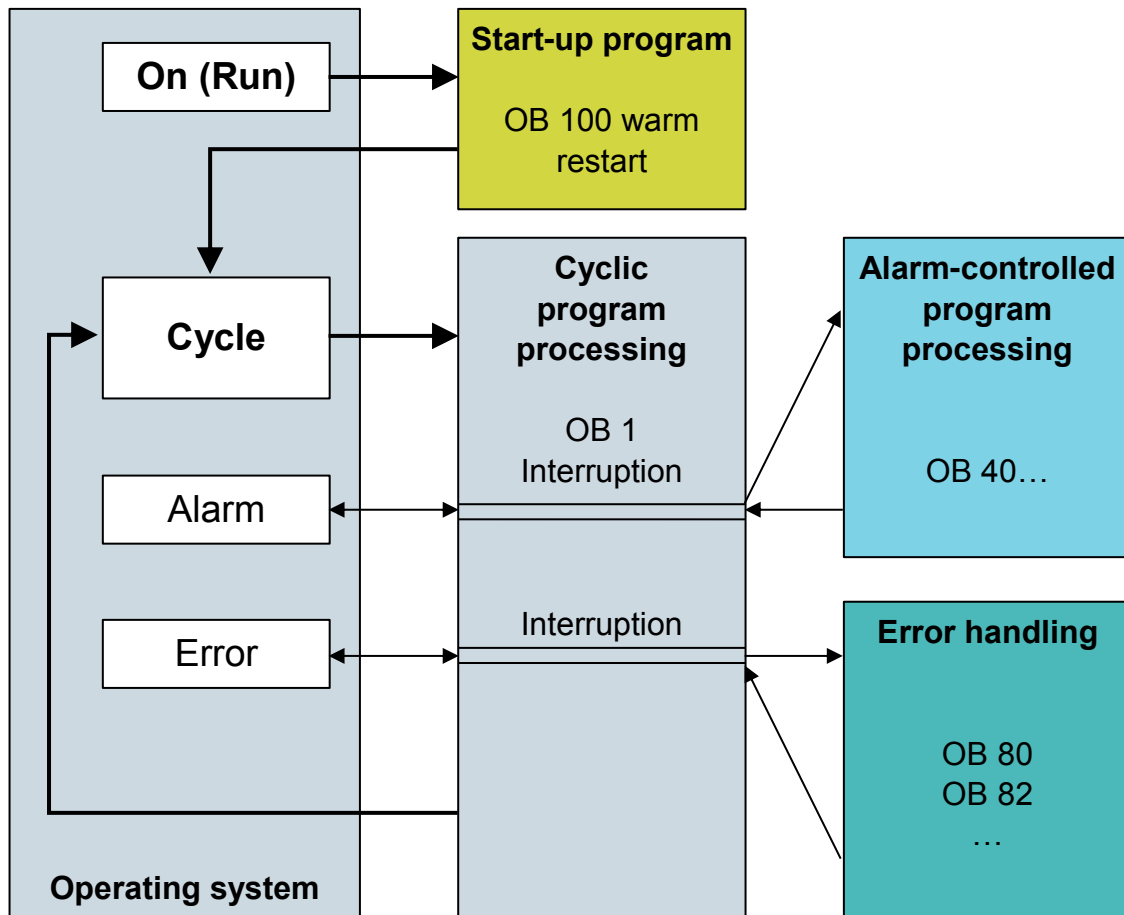 On (Run)
Start-up program
OB 100 warm
restart
Cycle
Cyclic
program
processing
OB 1
Interruption
Alarm-controlled
program
processing
OB 40…
Alarm
Error
Interruption
Error handling
OB 80
OB 82
…
Operating system